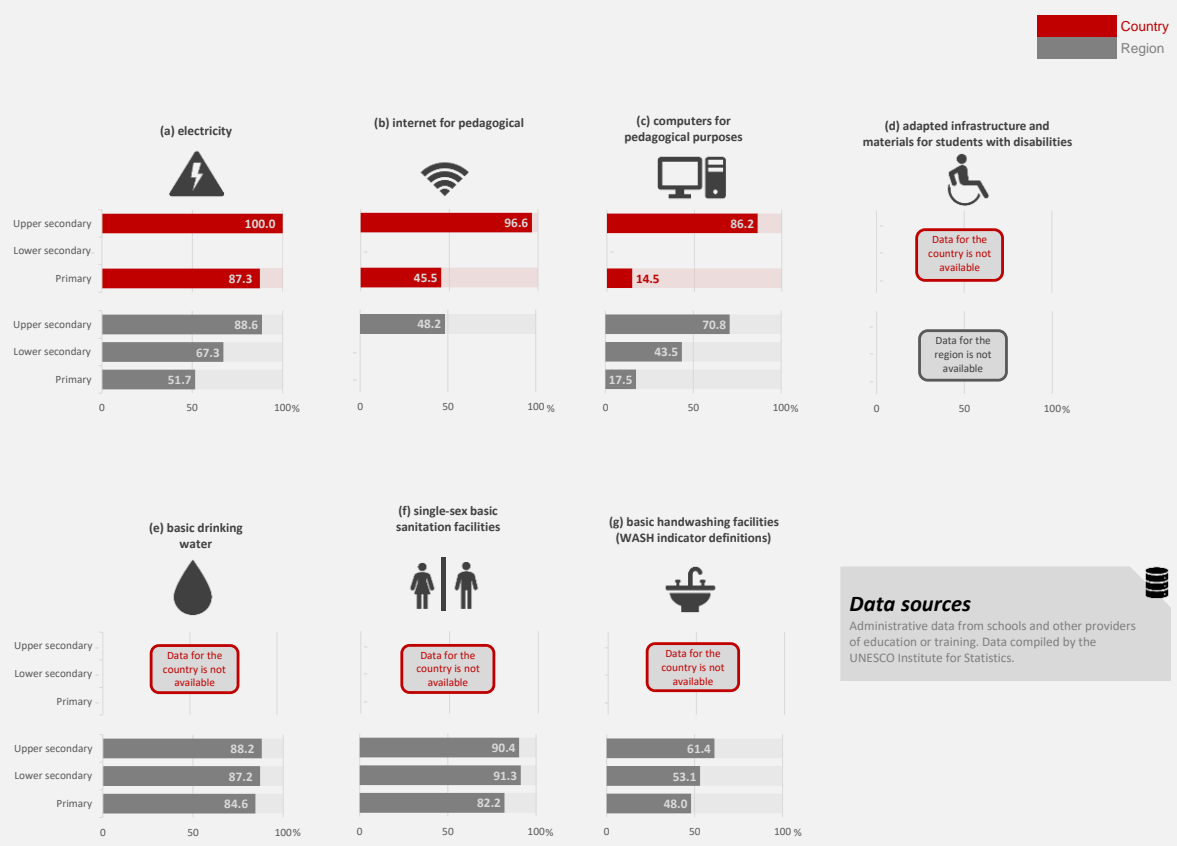 Country
Region
(a) electricity
(b) internet for pedagogical
(c) computers for
pedagogical purposes
(d) adapted infrastructure and
materials for students with disabilities
Upper secondary
100.0
96.6
86.2
Lower secondary
Primary
87.3
45.5
14.5
Data for the
country is not
available
Upper secondary
88.6
48.2
70.8
Lower secondary
67.3
43.5
Primary
51.7
17.5
Data for the
region is not
available
0 50 100%
0 50 100 %
0 50 100%
0 50 100%
(e) basic drinking
water
(f) single-sex basic
sanitation facilities
(g) basic handwashing facilities
(WASH indicator definitions)
Data sources
Administrative data from schools and other providers
of education or training. Data compiled by the
UNESCO Institute for Statistics.
Upper secondary
Lower secondary
Primary
Data for the
country is not
available
Data for the
country is not
available
Data for the
country is not
available
Upper secondary
88.2
90.4
61.4
Lower secondary
87.2
91.3
53.1
Primary
84.6
82.2
48.0
0 50 100%
0 50 100 %
0 50 100 %